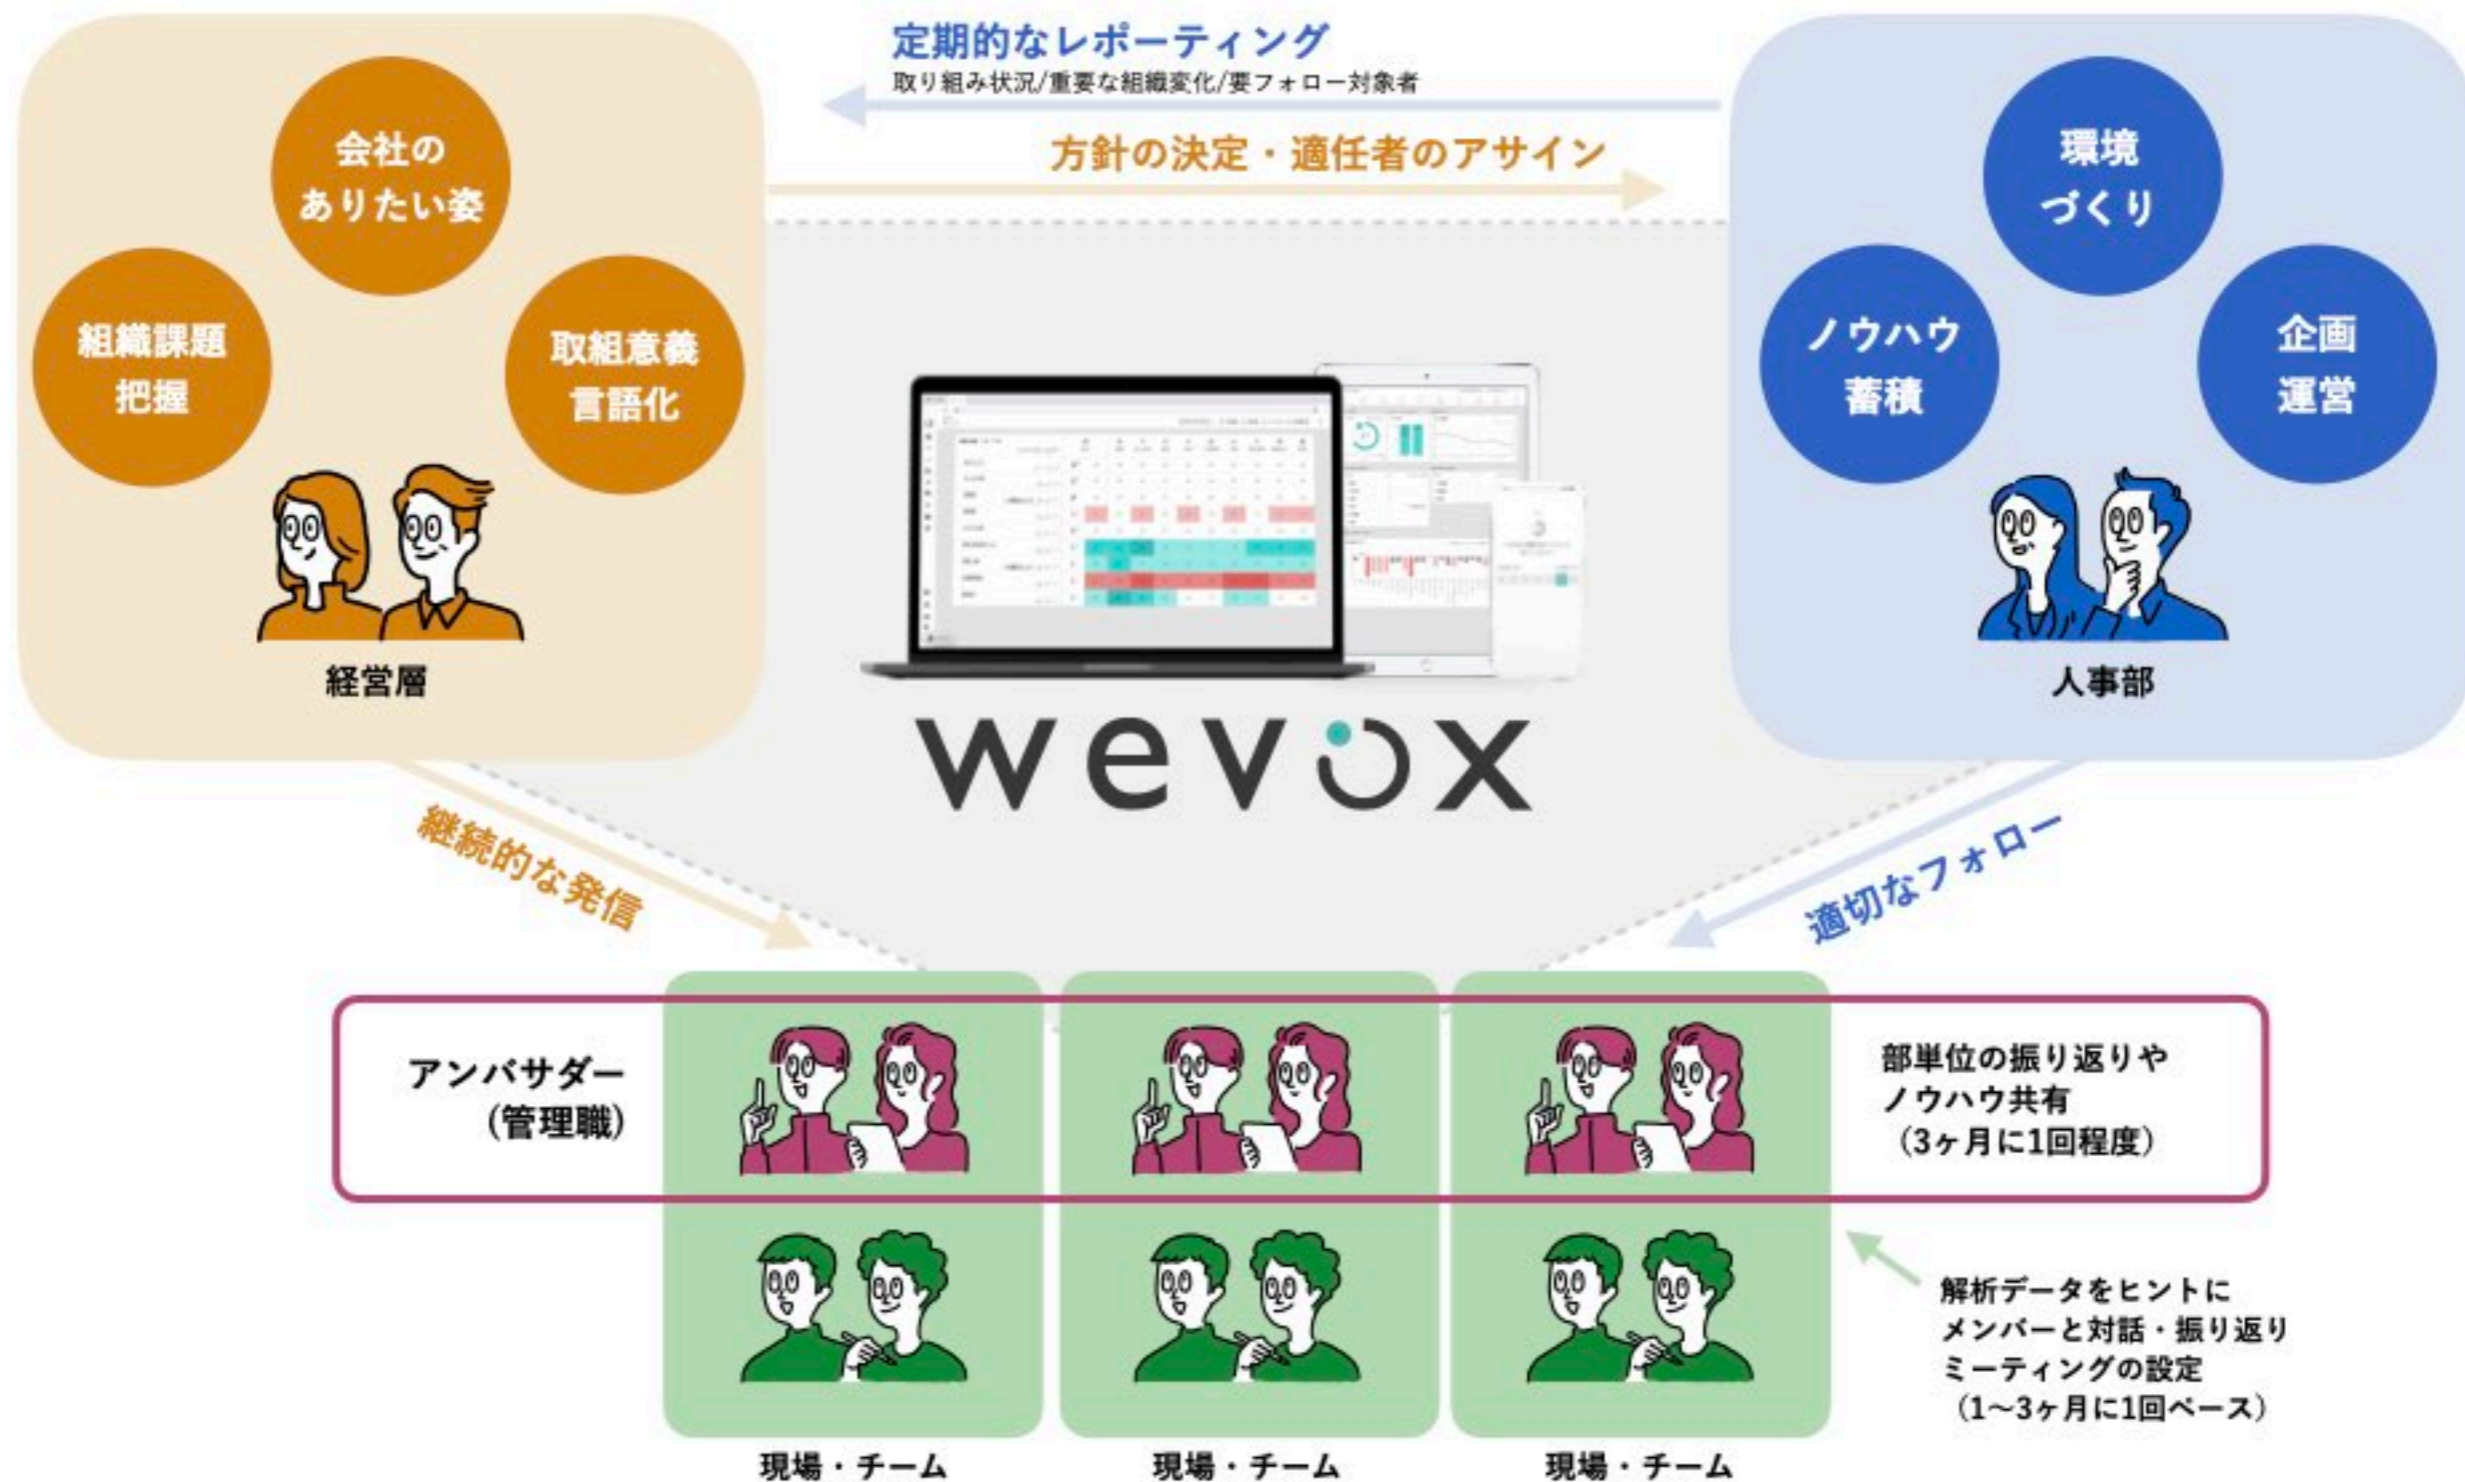 定期的なレポーティング
取り組み状況/重要な組織変化/要フォロー対象者
方針の決定・適任者のアサイン
会社の
ありたい姿
組織課題
把握
取組意義
言語化
経営層
環境
づくり
ノウハウ
蓄積
企画
運営
人事部
wevox
継続的な発信
適切なフォロー
アンバサダー
(管理職)
部単位の振り返りや
ノウハウ共有
（3ヶ月に1回程度）
解析データをヒントに
メンバーと対話・振り返り
ミーティングの設定
（1〜3ヶ月に1回ペース）
現場・チーム
現場・チーム
現場・チーム